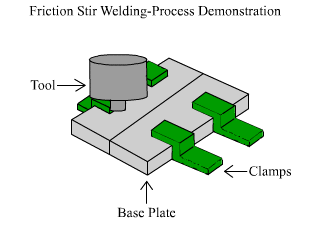 Friction Stir Welding-Process Demonstration
Tool
Clamps
Base Plate